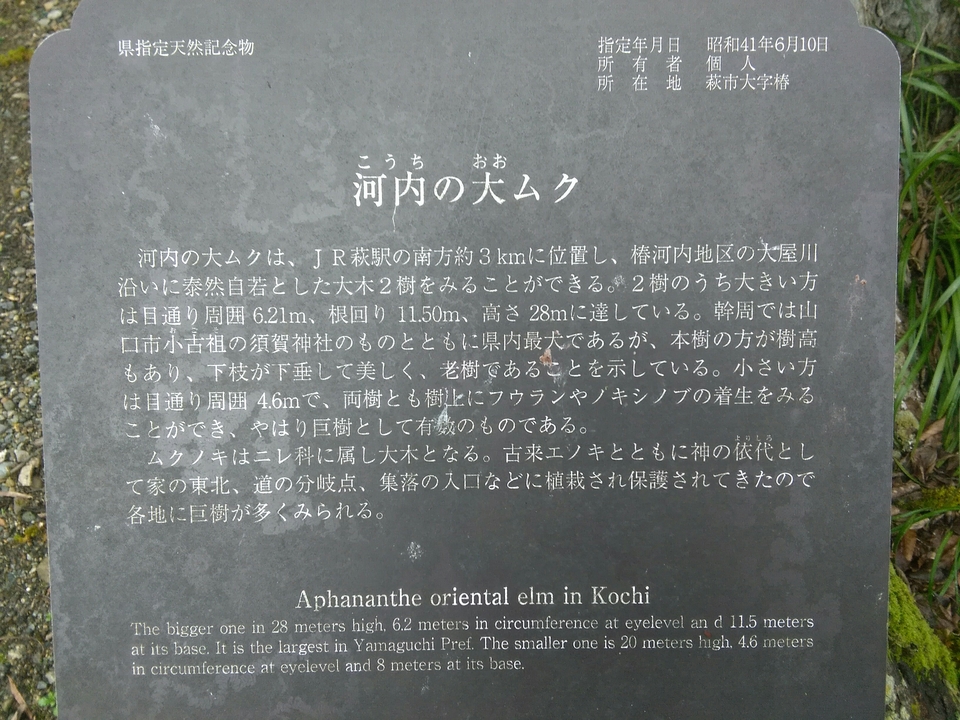 県指定天然記念物
指定年月日 昭和41年6月10日
所有者 個人
所在地 萩市大字椿
こうち おお
河内の大ムク
河内の大ムクは、JR萩駅の南方約3kmに位置し、椿河内地区の大屋川
沿いに泰然自若とした大木2樹をみることができる。2樹のうち大きい方
は目通り周囲 6.21m、根回り 11.50m、高さ 28mに達している。幹周では山
口市小古祖の須賀神社のものとともに県内最大であるが、本樹の方が樹高
もあり、下枝が下垂して美しく、老樹であることを示している。小さい方
は目通り周囲 4.6mで、両樹とも樹上にフウランやノキシノブの着生をみる
ことができ、やはり巨樹として有数のものである。
よりしろ
ムクノキはニレ科に属し大木となる。古来エノキとともに神の依代とし
て家の東北、道の分岐点、集落の入口などに植栽され保護されてきたので
各地に巨樹が多くみられる。
Aphananthe oriental elm in Kochi
The bigger one in 28 meters high, 6.2 meters in circumference at eyelevel an d 11.5 meters
at its base. It is the largest in Yamaguchi Pref. The smaller one is 20 meters high, 4.6 meters
in circumference at eyelevel and 8 meters at its base.